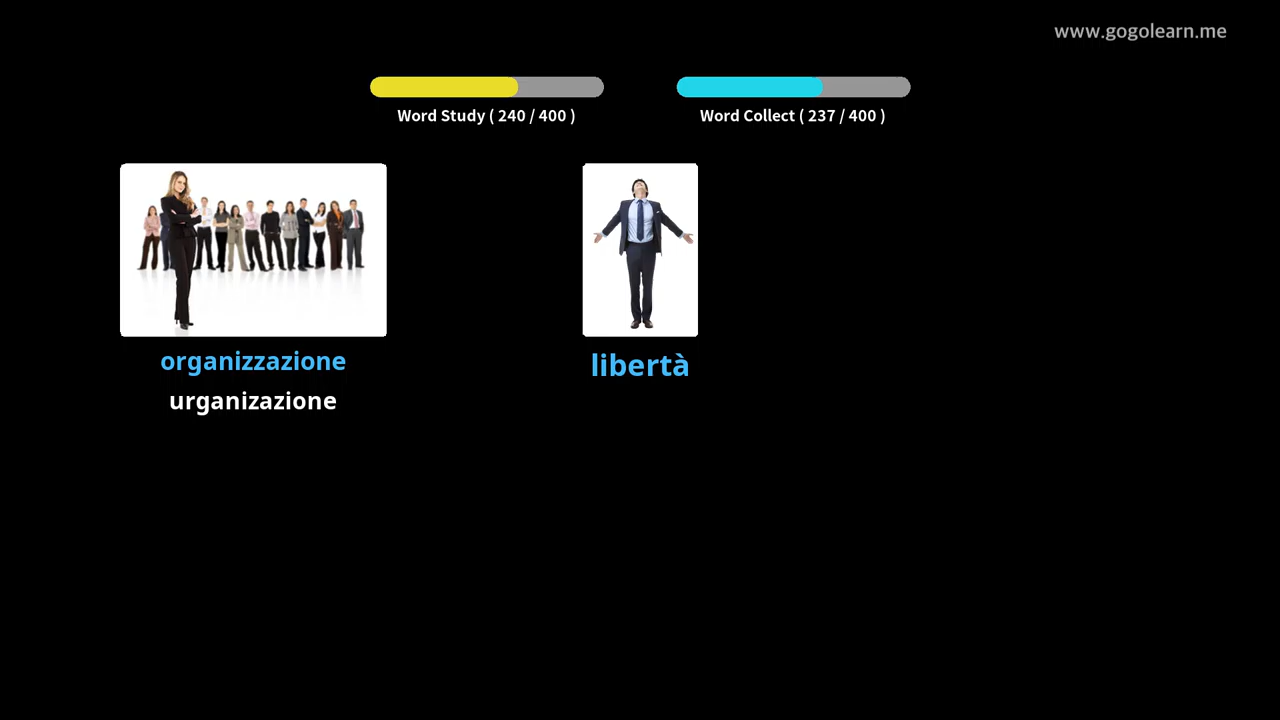 www.gogolearn.me
Word Study ( 240 / 400 )
Word Collect ( 237 / 400 )
organizzazione
urganizazione
libertà